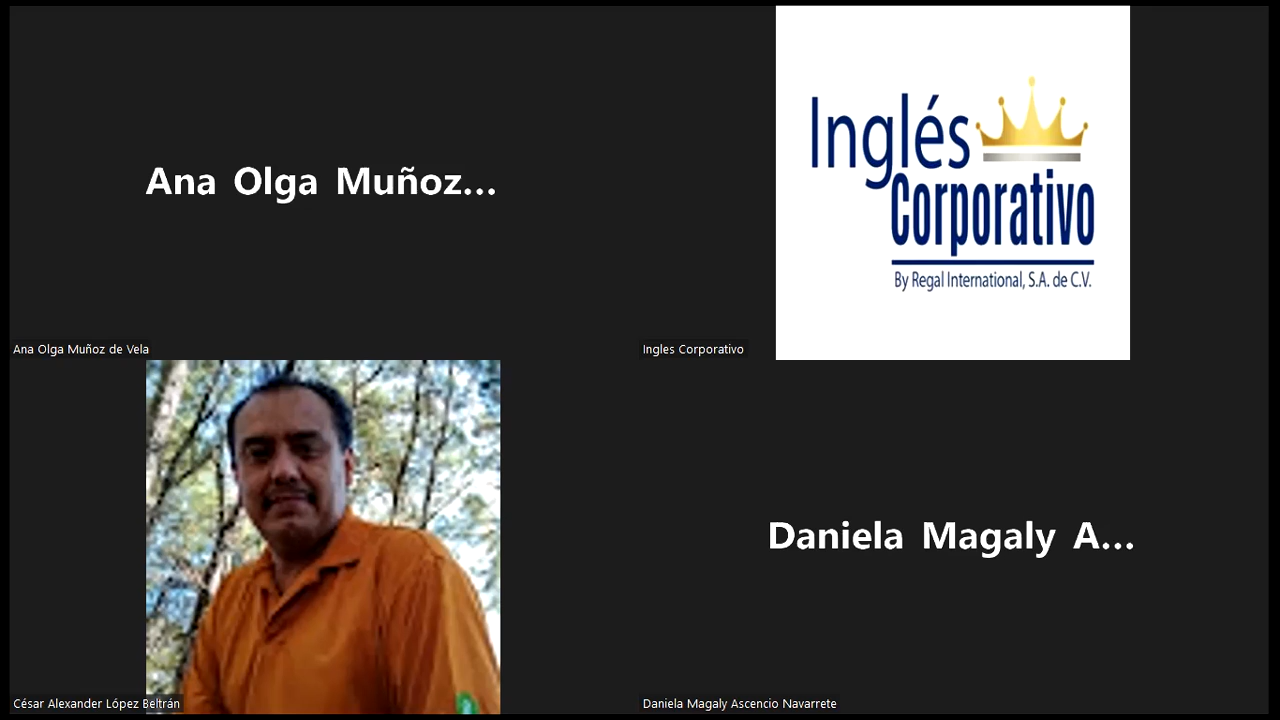 Ana Olga Muñoz...
Ana Olga Muñoz de Vela
Inglés
Corporativo
By Regal International, S.A. de C.V.
Ingles Corporativo
César Alexander López Beltrán
Daniela Magaly A...
Daniela Magaly Ascencio Navarrete